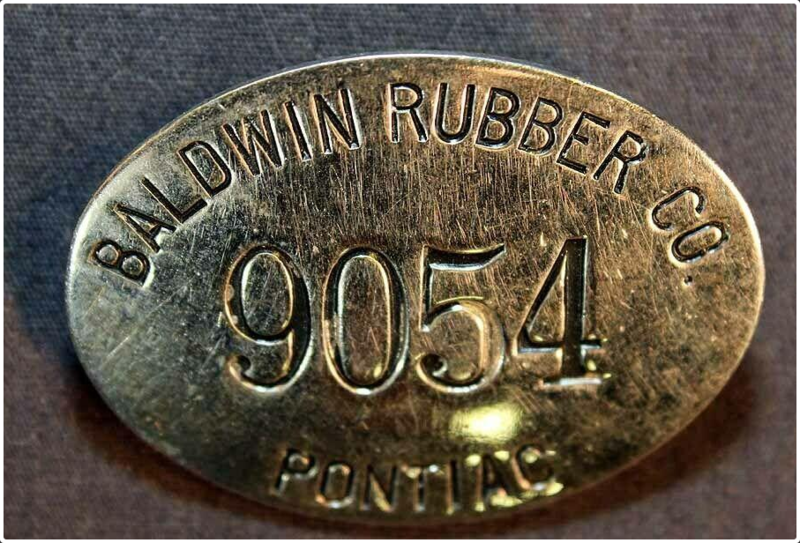 BALDWIN RUBBER CO.
9054
PONTIAC